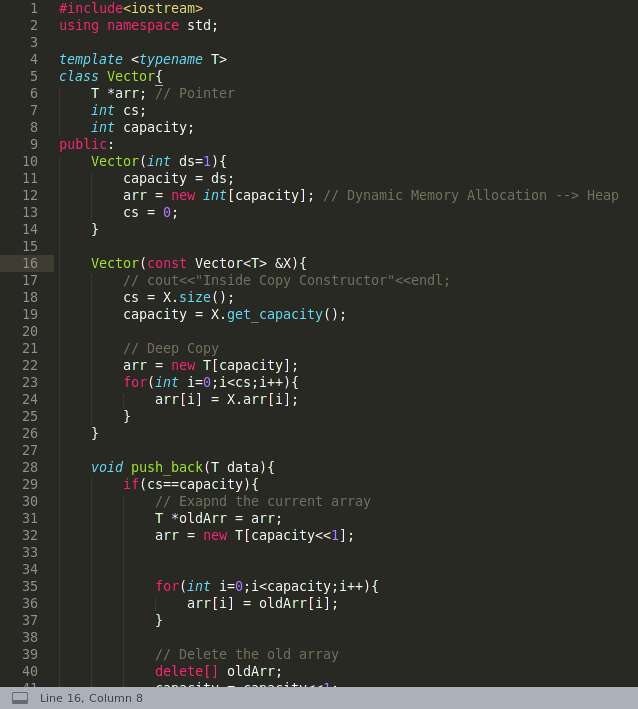 1 #include<iostream>
2 using namespace std;
3
4 template <typename T>
5 class Vector{
6     T *arr; // Pointer
7     int cs;
8     int capacity;
9 public:
10     Vector(int ds=1){
11         capacity = ds;
12         arr = new int[capacity]; // Dynamic Memory Allocation --> Heap
13         cs = 0;
14     }
15
16     Vector(const Vector<T> &X){
17         // cout<<"Inside Copy Constructor"<<endl;
18         cs = X.size();
19         capacity = X.get_capacity();
20
21         // Deep Copy
22         arr = new T[capacity];
23         for(int i=0;i<cs;i++){
24             arr[i] = X.arr[i];
25         }
26     }
27
28     void push_back(T data){
29         if(cs==capacity){
30             // Exapnd the current array
31             T *oldArr = arr;
32             arr = new T[capacity<<1];
33
34
35             for(int i=0;i<capacity;i++){
36                 arr[i] = oldArr[i];
37             }
38
39             // Delete the old array
40             delete[] oldArr;
41             capacity = capacity<<1;
Line 16, Column 8